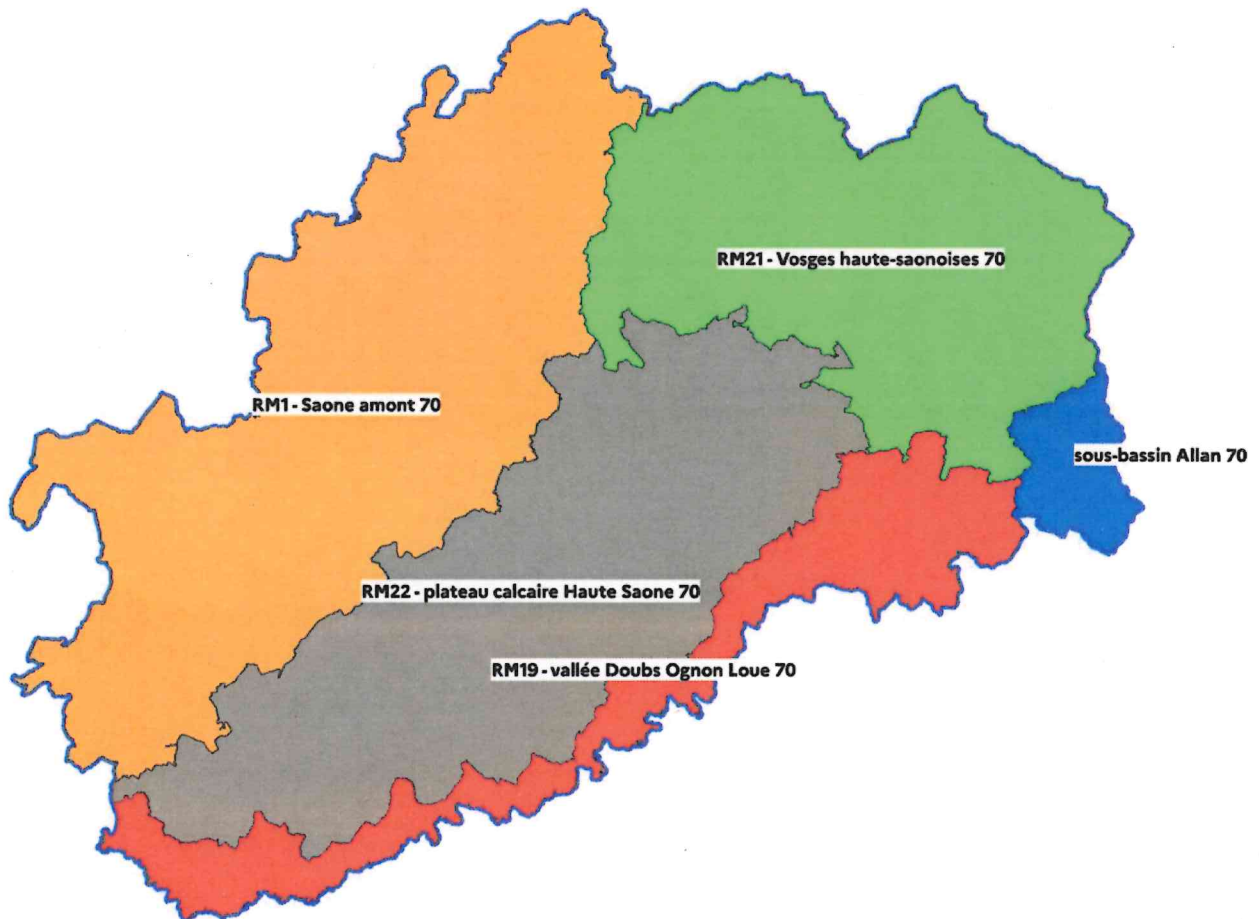 RM21 - Vosges haute-saonoises 70
RM1 - Saone amont 70
sous-bassin Allan 70
RM22 - plateau calcaire Haute Saone 70
RM19 - vallée Doubs Ognon Loue 70